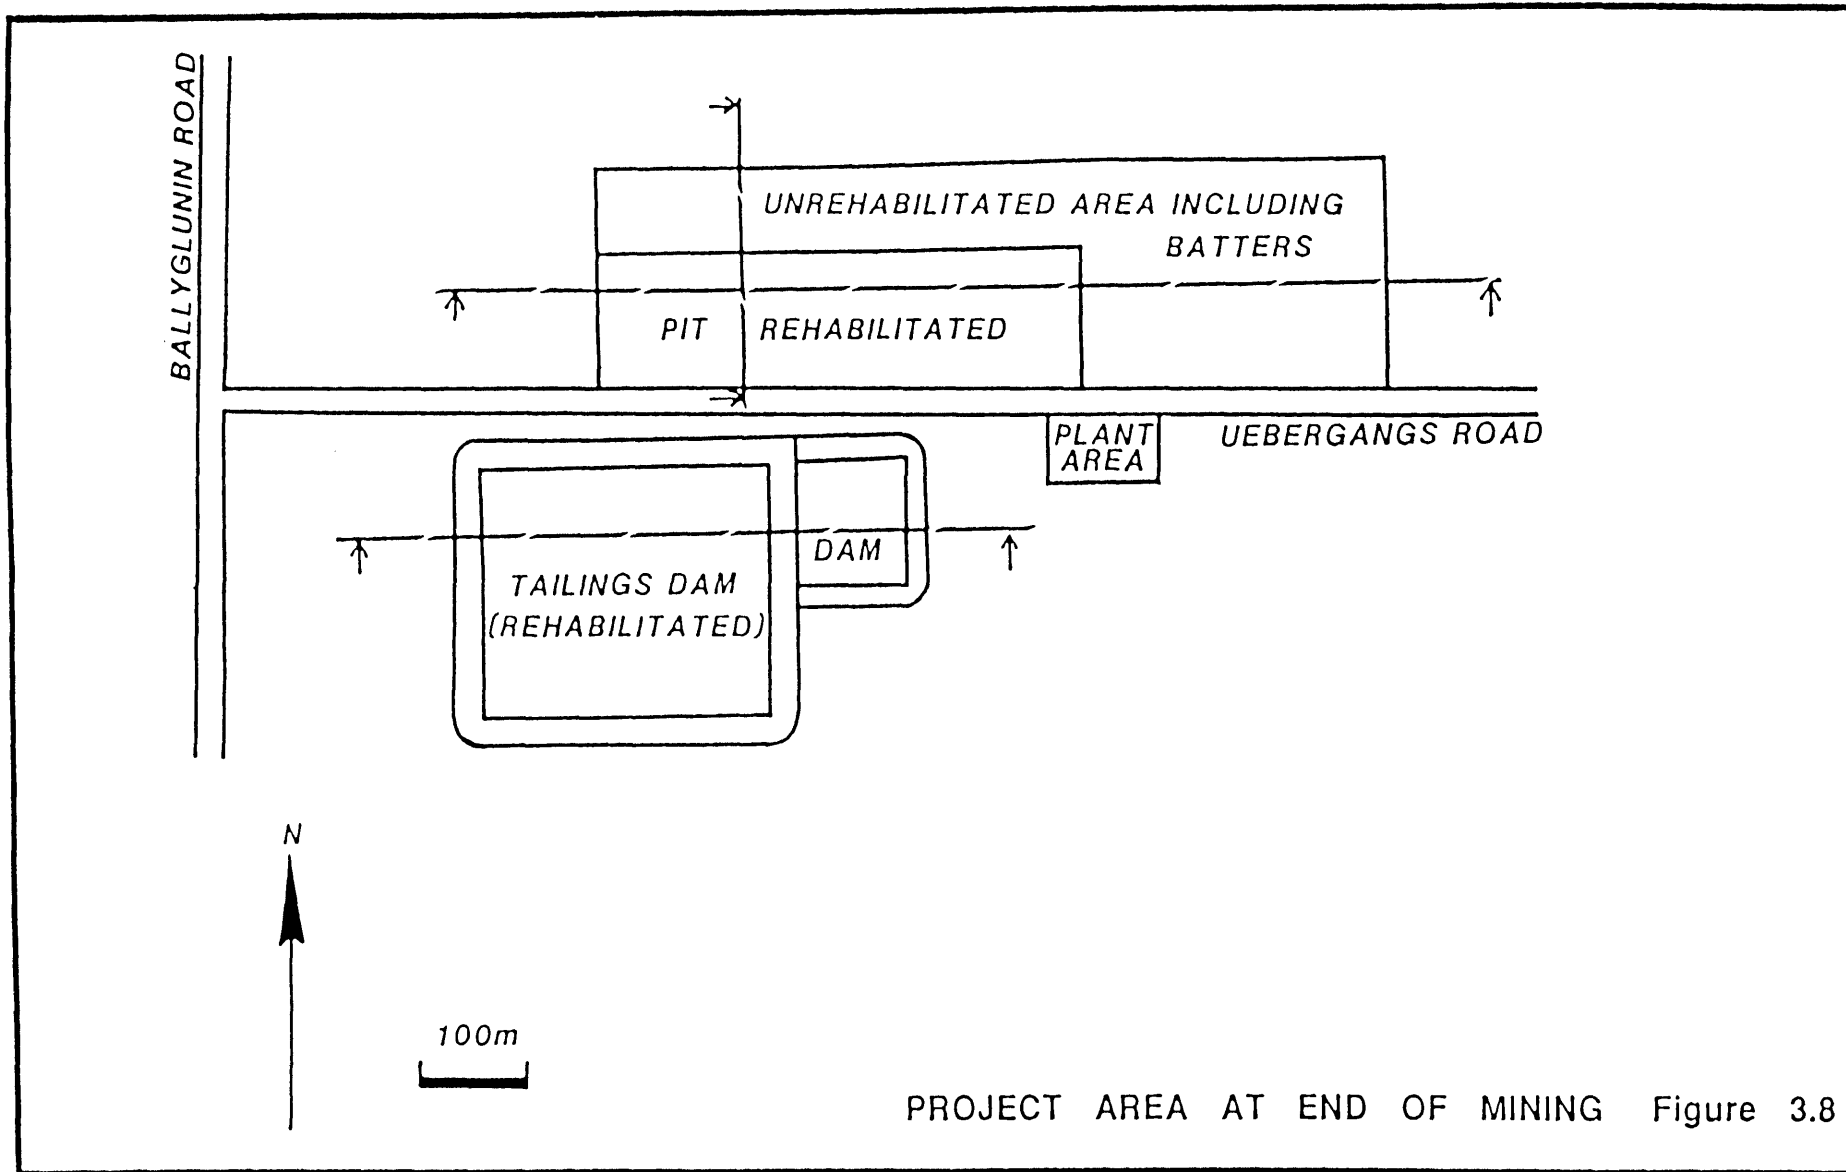 BALLYGLUNIN ROAD
UNREHABILITATED AREA INCLUDING
BATTERS
PIT REHABILITATED
PLANT
AREA
UEBERGANGS ROAD
DAM
TAILINGS DAM
(REHABILITATED)
N
100m
PROJECT AREA AT END OF MINING Figure 3.8